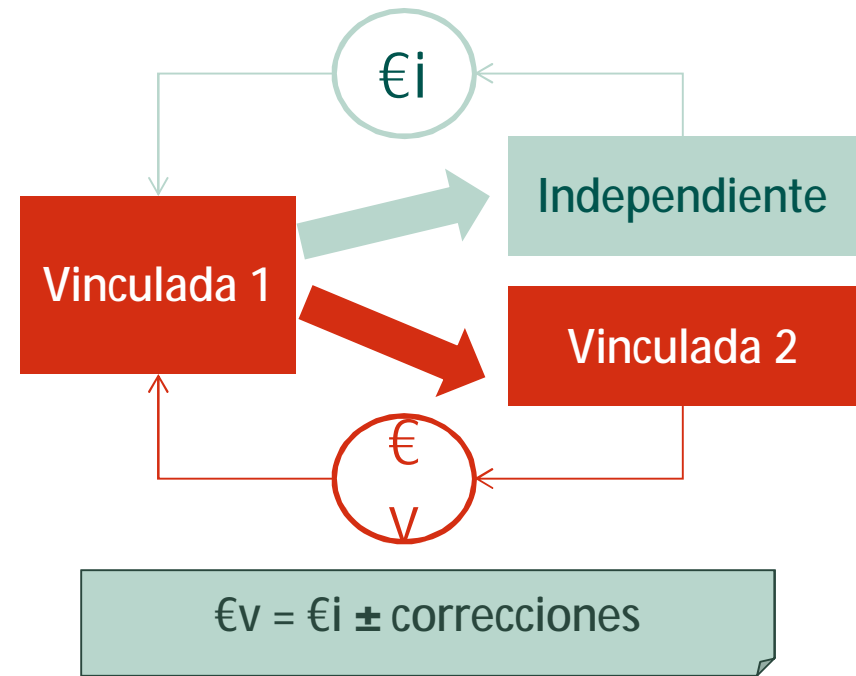 €i
Independiente
Vinculada 1
Vinculada 2
€
v
€v = €i ± correcciones